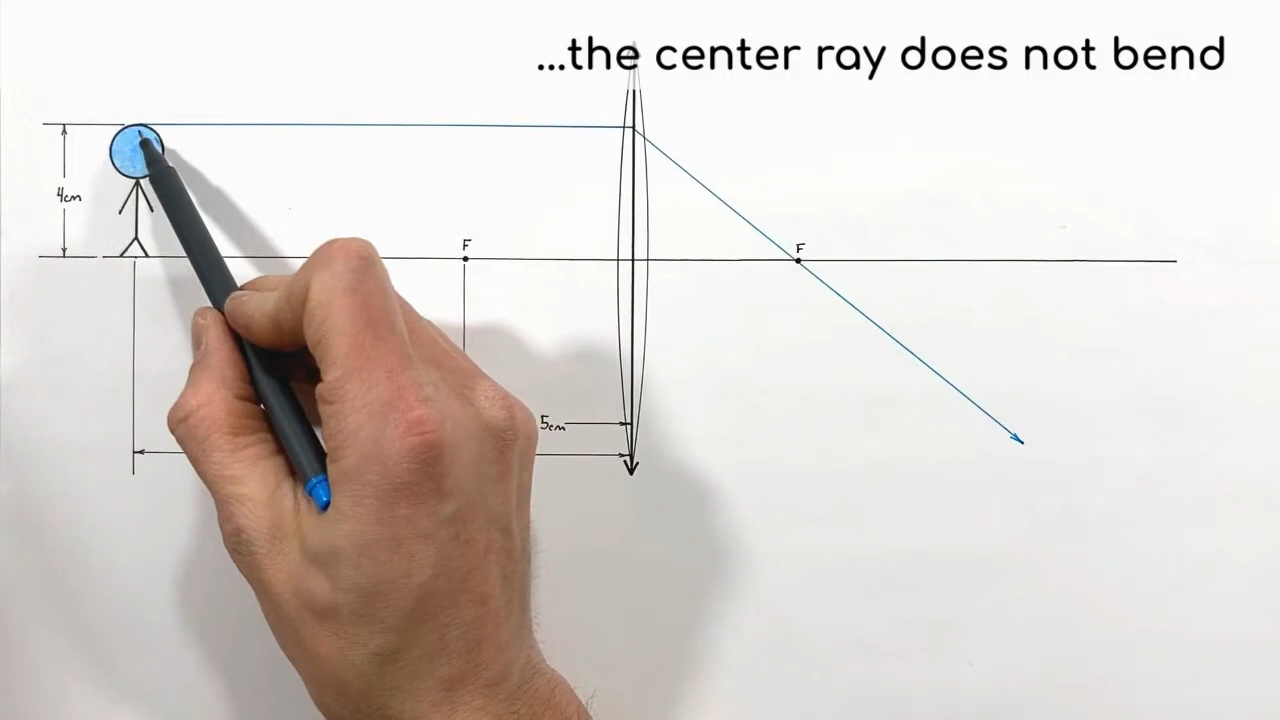 ...the center ray does not bend
4cm
F
F
5cm